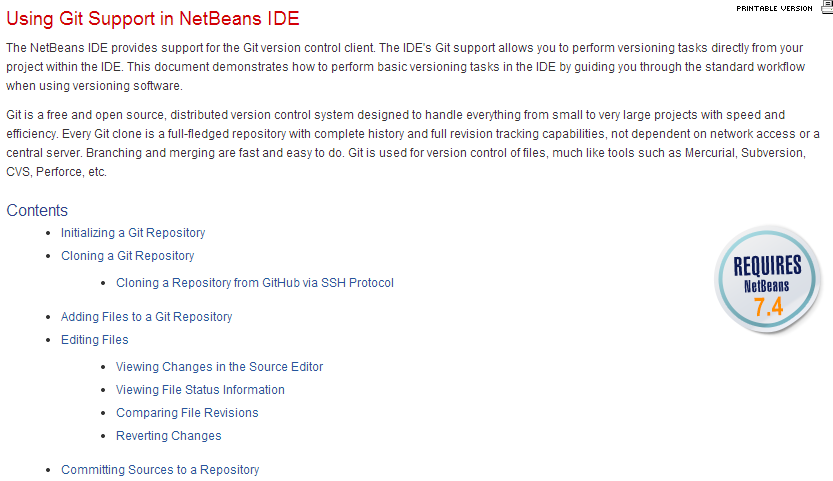 PRINTABLE VERSION
Using Git Support in NetBeans IDE
The NetBeans IDE provides support for the Git version control client. The IDE's Git support allows you to perform versioning tasks directly from your
project within the IDE. This document demonstrates how to perform basic versioning tasks in the IDE by guiding you through the standard workflow
when using versioning software.
Git is a free and open source, distributed version control system designed to handle everything from small to very large projects with speed and
efficiency. Every Git clone is a full-fledged repository with complete history and full revision tracking capabilities, not dependent on network access or a
central server. Branching and merging are fast and easy to do. Git is used for version control of files, much like tools such as Mercurial, Subversion,
CVS, Perforce, etc.
Contents
Initializing a Git Repository
Cloning a Git Repository
Cloning a Repository from GitHub via SSH Protocol
Adding Files to a Git Repository
Editing Files
Viewing Changes in the Source Editor
Viewing File Status Information
Comparing File Revisions
Reverting Changes
Committing Sources to a Repository
REQUIRES
NetBeans
7.4